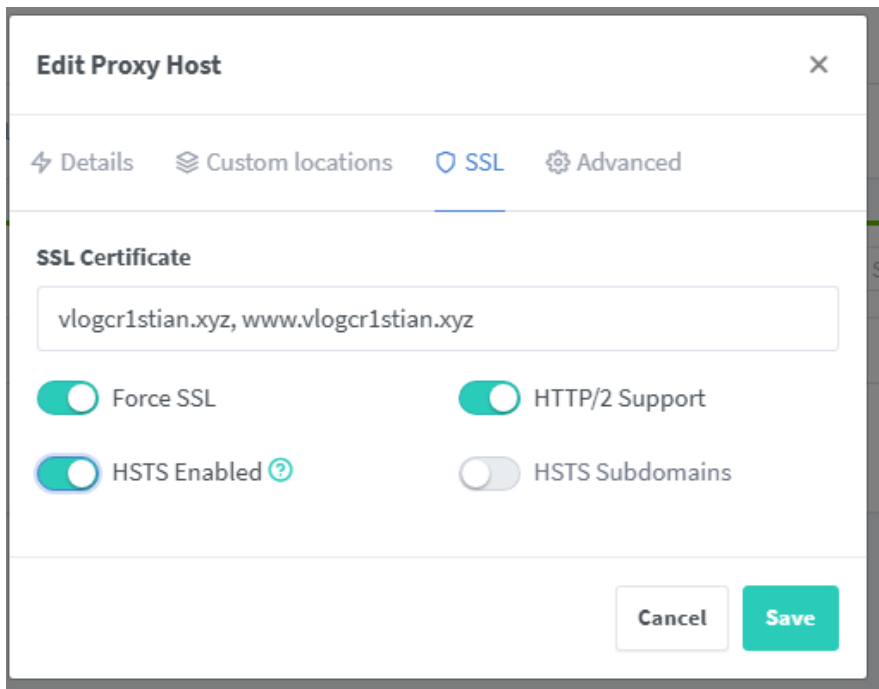 Edit Proxy Host
Details Custom locations SSL Advanced
SSL Certificate
vlogcr1stian.xyz, www.vlogcr1stian.xyz
Force SSL HTTP/2 Support
HSTS Enabled HSTS Subdomains
Cancel Save